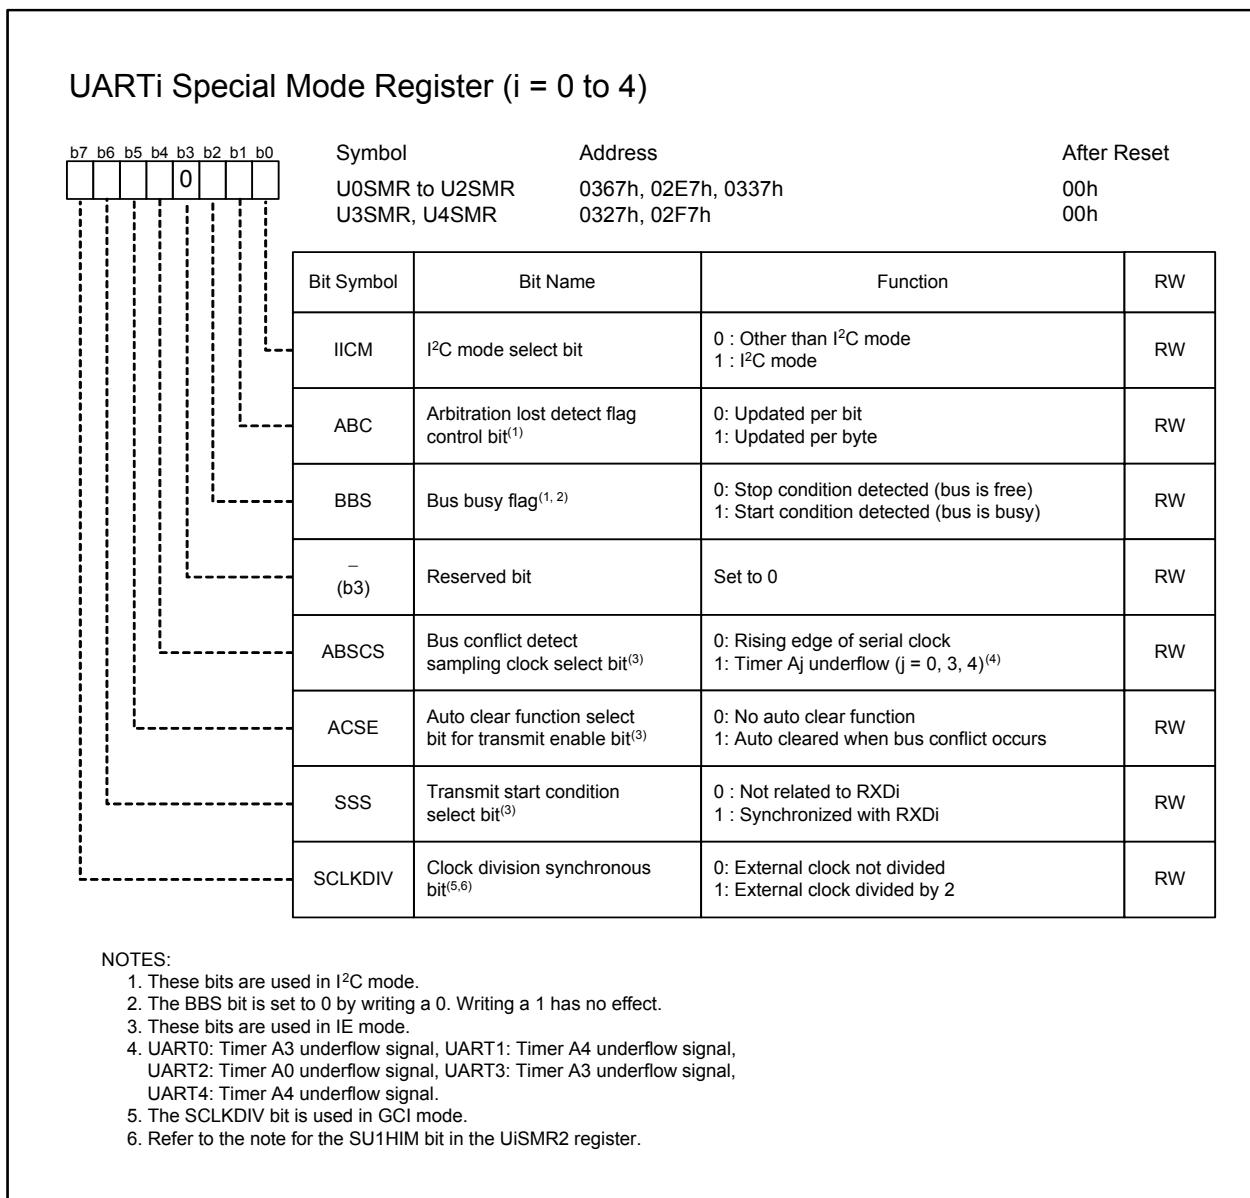 UARTi Special Mode Register (i = 0 to 4)
b7 b6 b5 b4 b3 b2 b1 b0
0
Symbol Address After Reset
U0SMR to U2SMR 0367h, 02E7h, 0337h 00h
U3SMR, U4SMR 0327h, 02F7h 00h
Bit Symbol Bit Name Function RW
IICM I²C mode select bit 0 : Other than I²C mode
1 : I²C mode RW
ABC Arbitration lost detect flag
control bit(1) 0: Updated per bit
1: Updated per byte RW
BBS Bus busy flag(1, 2) 0: Stop condition detected (bus is free)
1: Start condition detected (bus is busy) RW
–
(b3) Reserved bit Set to 0 RW
ABSCS Bus conflict detect
sampling clock select bit(3) 0: Rising edge of serial clock
1: Timer Aj underflow (j = 0, 3, 4)(4) RW
ACSE Auto clear function select
bit for transmit enable bit(3) 0: No auto clear function
1: Auto cleared when bus conflict occurs RW
SSS Transmit start condition
select bit(3) 0 : Not related to RXDi
1 : Synchronized with RXDi RW
SCLKDIV Clock division synchronous
bit(5,6) 0: External clock not divided
1: External clock divided by 2 RW
NOTES:
1. These bits are used in I²C mode.
2. The BBS bit is set to 0 by writing a 0. Writing a 1 has no effect.
3. These bits are used in IE mode.
4. UART0: Timer A3 underflow signal, UART1: Timer A4 underflow signal,
UART2: Timer A0 underflow signal, UART3: Timer A3 underflow signal,
UART4: Timer A4 underflow signal.
5. The SCLKDIV bit is used in GCI mode.
6. Refer to the note for the SU1HIM bit in the UiSMR2 register.